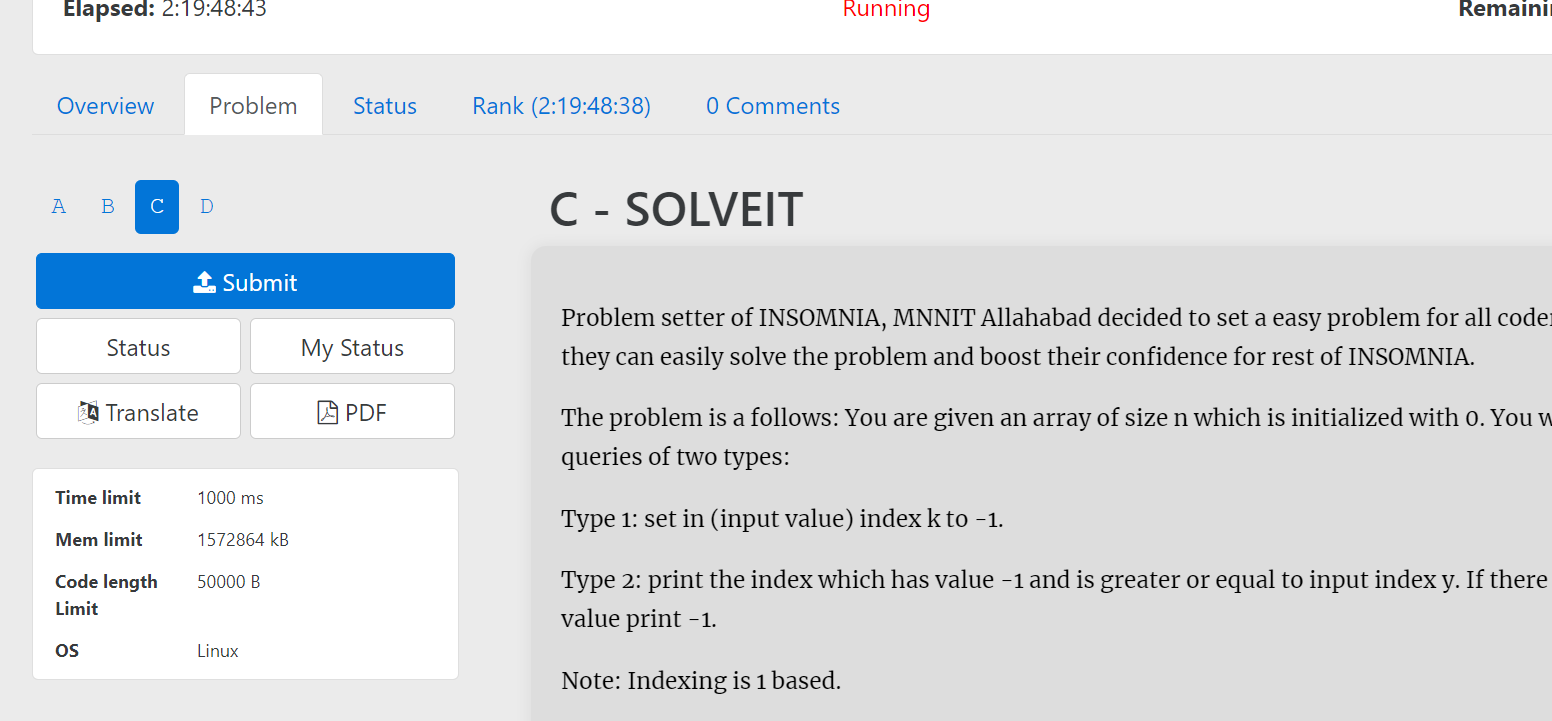 Elapsed: 2:19:48:43
Running
Overview
Problem
Status
Rank (2:19:48:38)
0 Comments
A B C D
Submit
Status
My Status
Translate
PDF
Time limit 1000 ms
Mem limit 1572864 kB
Code length Limit 50000 B
OS Linux
C - SOLVEIT
Problem setter of INSOMNIA, MNNIT Allahabad decided to set a easy problem for all
they can easily solve the problem and boost their confidence for rest of INSOMNIA.
The problem is a follows: You are given an array of size n which is initialized with 0. You
queries of two types:
Type 1: set in (input value) index k to -1.
Type 2: print the index which has value -1 and is greater or equal to input index y. If there
value print -1.
Note: Indexing is 1 based.